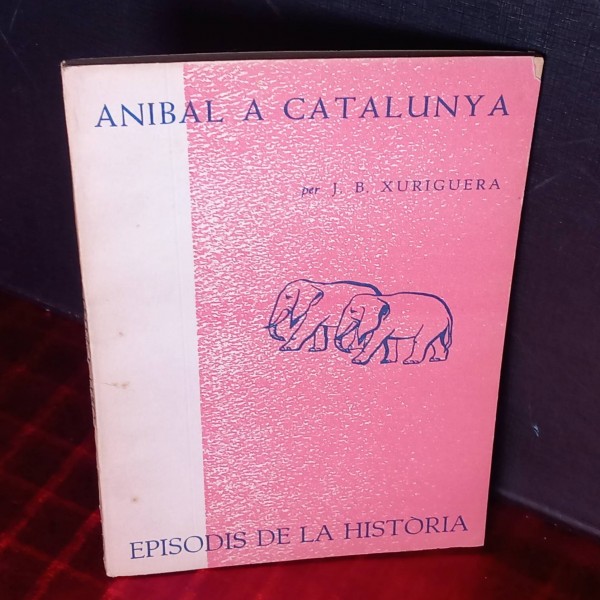 ANIBAL A CATALUNYA
per J. B. XURIGUERA
EPISODIS DE LA HISTÒRIA